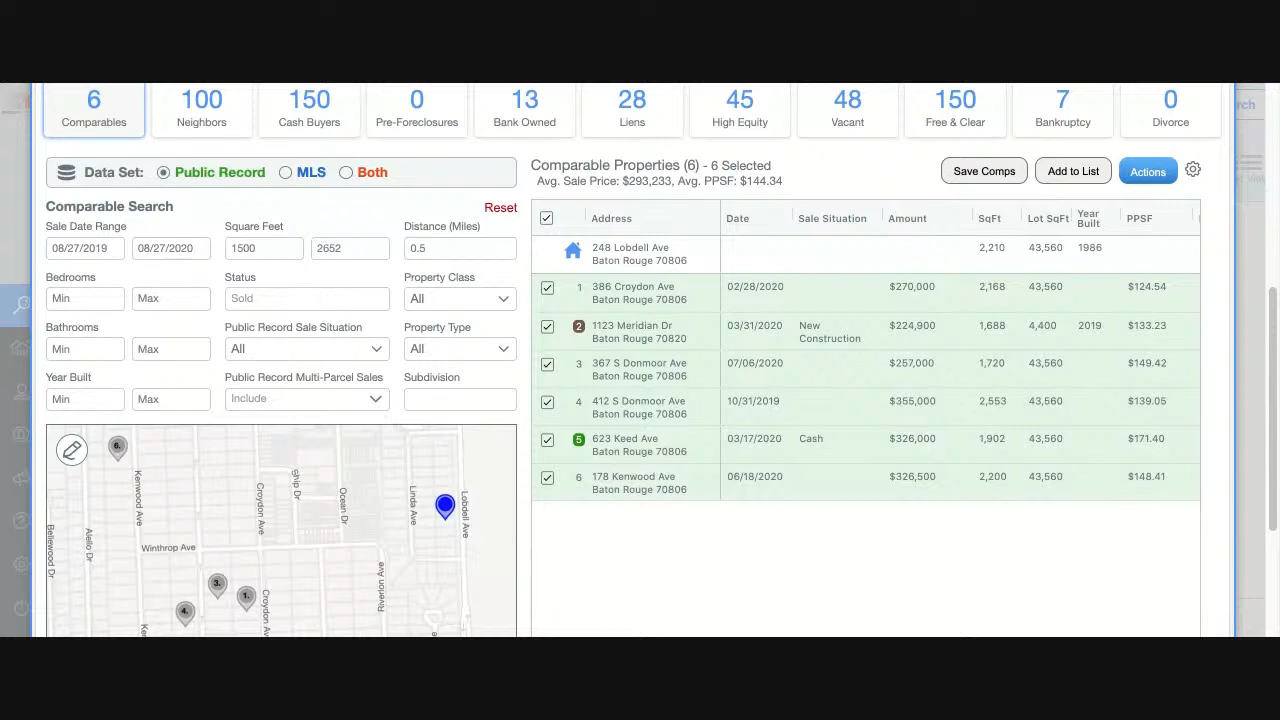 6 100 150 0 13 28 45 48 150 7 0
Comparables Neighbors Cash Buyers Pre-Foreclosures Bank Owned Liens High Equity Vacant Free & Clear Bankruptcy Divorce
Data Set: Public Record MLS Both
Comparable Search Reset
Sale Date Range Square Feet Distance (Miles)
08/27/2019 08/27/2020 1500 2652 0.5
Bedrooms Status Property Class
Min Max Sold All
Bathrooms Public Record Sale Situation Property Type
Min Max All All
Year Built Public Record Multi-Parcel Sales Subdivision
Min Max Include
6.
Kenwood Ave
Croydon Ave
Ship Dr
Ocean Dr
Linda Ave
Lobdell Ave
Bellewood Dr
Alello Dr
Winthrop Ave
3.
1.
4.
Croydon Av
Riverton Ave
Comparable Properties (6) - 6 Selected
Avg. Sale Price: $293,233, Avg. PPSF: $144.34
Save Comps Add to List Actions
Address Date Sale Situation Amount SqFt Lot SqFt Year Built PPSF
248 Lobdell Ave 2,210 43,560 1986
Baton Rouge 70806
1 386 Croydon Ave 02/28/2020 $270,000 2,168 43,560 $124.54
Baton Rouge 70806
2 1123 Meridian Dr 03/31/2020 New $224,900 1,688 4,400 2019 $133.23
Baton Rouge 70820 Construction
3 367 S Donmoor Ave 07/06/2020 $257,000 1,720 43,560 $149.42
Baton Rouge 70806
4 412 S Donmoor Ave 10/31/2019 $355,000 2,553 43,560 $139.05
Baton Rouge 70806
5 623 Keed Ave 03/17/2020 Cash $326,000 1,902 43,560 $171.40
Baton Rouge 70806
6 178 Kenwood Ave 06/18/2020 $326,500 2,200 43,560 $148.41
Baton Rouge 70806